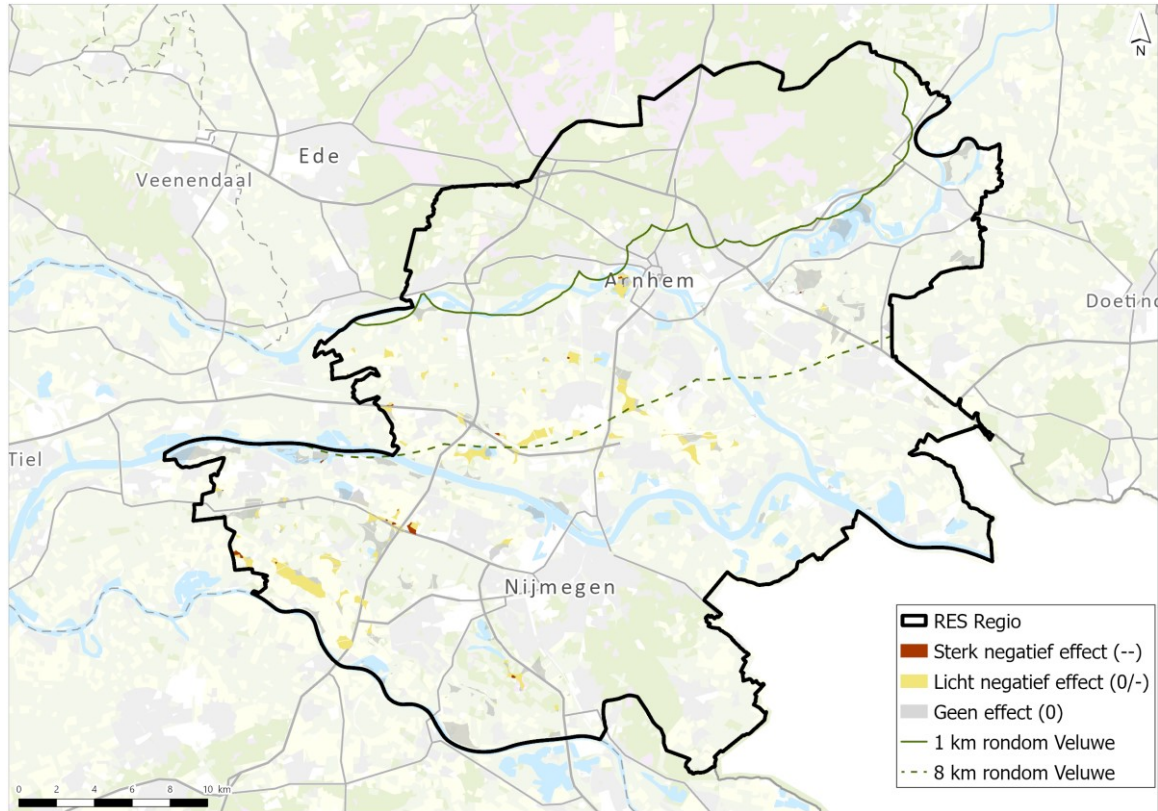 N
Ede
Veenendaal
Arnhem
Doetinc
Tiel
Nijmegen
RES Regio
Sterk negatief effect (--)
Licht negatief effect (0/-)
Geen effect (0)
1 km rondom Veluwe
8 km rondom Veluwe
0 2 4 6 8 10 km